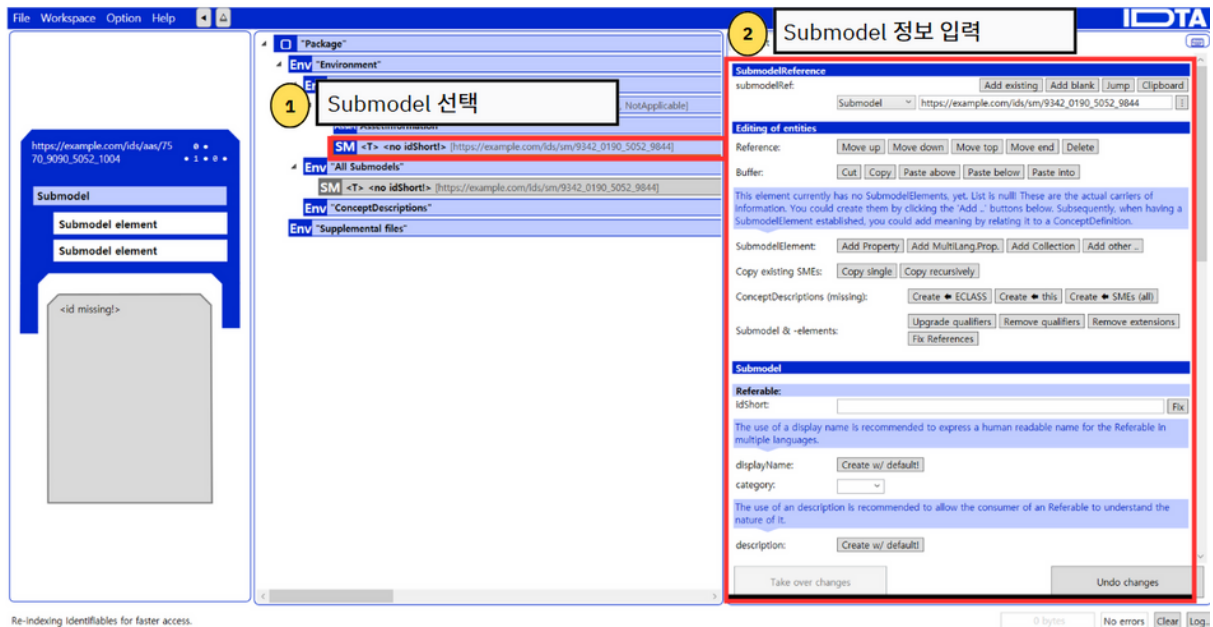 File Workspace Option Help
IDTA
1 Submodel 선택
2 Submodel 정보 입력
https://example.com/ids/aas/75
70_9090_5052_1004
0
1 0
Submodel
Submodel element
Submodel element
<id missing!>
"Package"
Env "Environment"
Env
NotApplicable]
AssetInformation
SM <T> <no idShort!> [https://example.com/ids/sm/9342_0190_5052_9844]
Env "All Submodels"
SM <T> <no idShort!> [https://example.com/ids/sm/9342_0190_5052_9844]
Env "ConceptDescriptions"
Env "Supplemental files"
SubmodelReference
submodelRef: Add existing Add blank Jump Clipboard
Submodel https://example.com/ids/sm/9342_0190_5052_9844
Editing of entities
Reference: Move up Move down Move top Move end Delete
Buffer: Cut Copy Paste above Paste below Paste into
This element currently has no SubmodelElements, yet. List is null! These are the actual carriers of
information. You could create them by clicking the 'Add ..' buttons below. Subsequently, when having a
SubmodelElement established, you could add meaning by relating it to a ConceptDefinition.
SubmodelElement: Add Property Add MultiLang.Prop. Add Collection Add other ..
Copy existing SMEs: Copy single Copy recursively
ConceptDescriptions (missing): Create 🡄 ECLASS Create 🡄 this Create 🡄 SMEs (all)
Submodel & -elements: Upgrade qualifiers Remove qualifiers Remove extensions
Fix References
Submodel
Referable:
idShort: Fix
The use of a display name is recommended to express a human readable name for the Referable in
multiple languages.
displayName: Create w/ default!
category:
The use of an description is recommended to allow the consumer of an Referable to understand the
nature of it.
description: Create w/ default!
Take over changes Undo changes
Re-indexing Identifiables for faster access. 0 bytes No errors Clear Log..